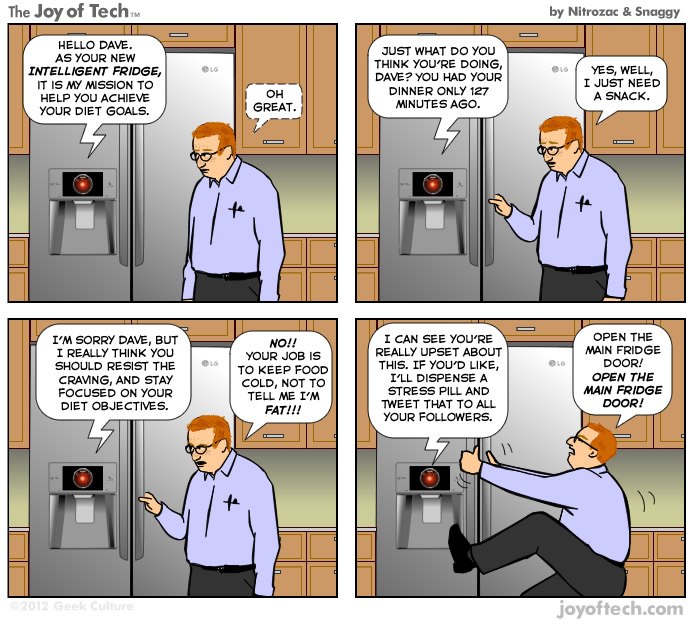 The Joy of Tech™
by Nitrozac & Snaggy
HELLO DAVE.
AS YOUR NEW
INTELLIGENT FRIDGE,
IT IS MY MISSION TO
HELP YOU ACHIEVE
YOUR DIET GOALS.
OH
GREAT.
JUST WHAT DO YOU
THINK YOU'RE DOING,
DAVE? YOU HAD YOUR
DINNER ONLY 127
MINUTES AGO.
LG
YES, WELL,
I JUST NEED
A SNACK.
I'M SORRY DAVE, BUT
I REALLY THINK YOU
SHOULD RESIST THE
CRAVING, AND STAY
FOCUSED ON YOUR
DIET OBJECTIVES.
LG
NO!!
YOUR JOB IS
TO KEEP FOOD
COLD, NOT TO
TELL ME I'M
FAT!!!
I CAN SEE YOU'RE
REALLY UPSET ABOUT
THIS. IF YOU'D LIKE,
I'LL DISPENSE A
STRESS PILL AND
TWEET THAT TO ALL
YOUR FOLLOWERS.
LG
OPEN THE
MAIN FRIDGE
DOOR!
OPEN THE
MAIN FRIDGE
DOOR!
©2012 Geek Culture
joyoftech.com